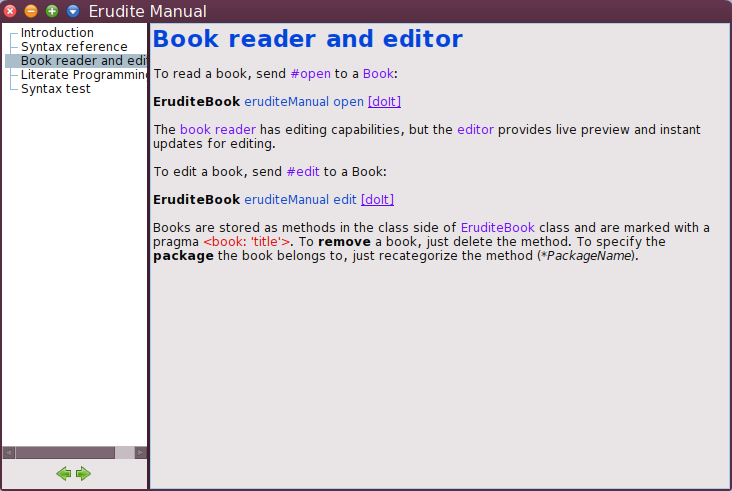 Erudite Manual
Introduction
Syntax reference
Book reader and edi
Literate Programmin
Syntax test
Book reader and editor
To read a book, send #open to a Book:
EruditeBook eruditeManual open [doIt]
The book reader has editing capabilities, but the editor provides live preview and instant
updates for editing.
To edit a book, send #edit to a Book:
EruditeBook eruditeManual edit [doIt]
Books are stored as methods in the class side of EruditeBook class and are marked with a
pragma <book: 'title'>. To remove a book, just delete the method. To specify the
package the book belongs to, just recategorize the method (*PackageName).